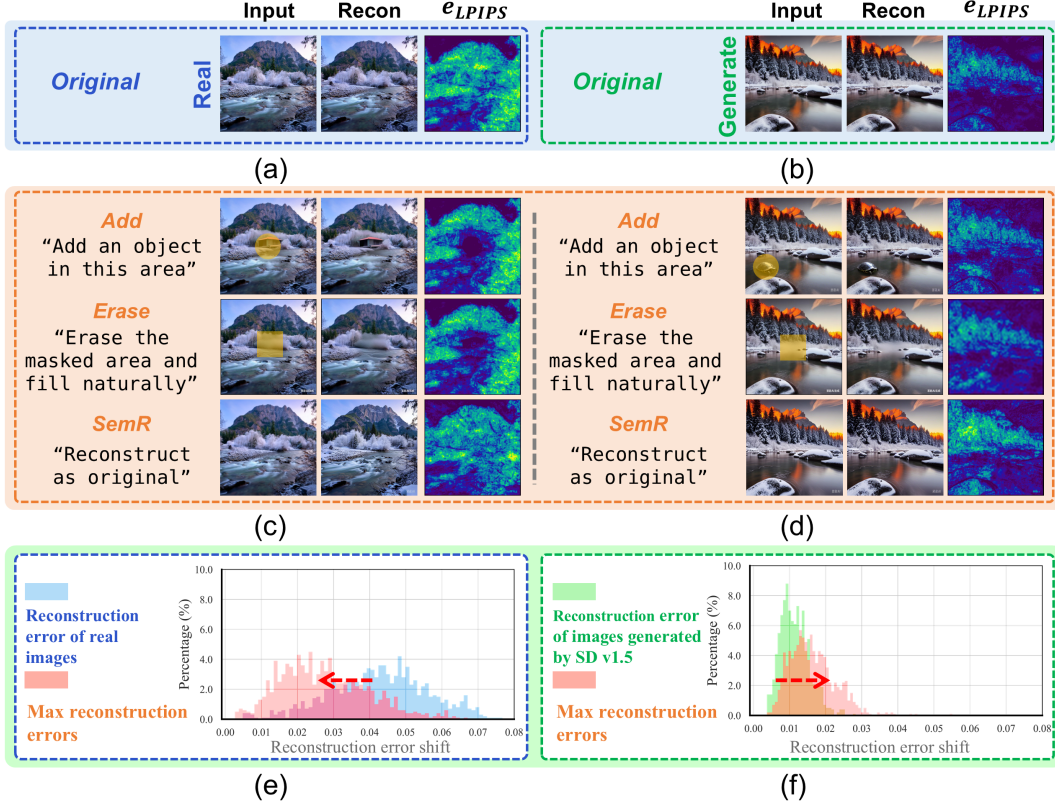 Input Recon e_LPIPS Input Recon e_LPIPS
Original Real Original Generate
(a) (b)
Add
“Add an object
in this area”
Erase
“Erase the
masked area and
fill naturally”
SemR
“Reconstruct
as original”
Add
“Add an object
in this area”
Erase
“Erase the
masked area and
fill naturally”
SemR
“Reconstruct
as original”
(c) (d)
Reconstruction
error of real
images
Max reconstruction
errors
Percentage (%)
10.0
8.0
6.0
4.0
2.0
0.0
0.00 0.01 0.02 0.03 0.04 0.05 0.06 0.07 0.08
Reconstruction error shift
Reconstruction error
of images generated
by SD v1.5
Max reconstruction
errors
Percentage (%)
10.0
8.0
6.0
4.0
2.0
0.0
0.00 0.01 0.02 0.03 0.04 0.05 0.06 0.07 0.08
Reconstruction error shift
(e) (f)